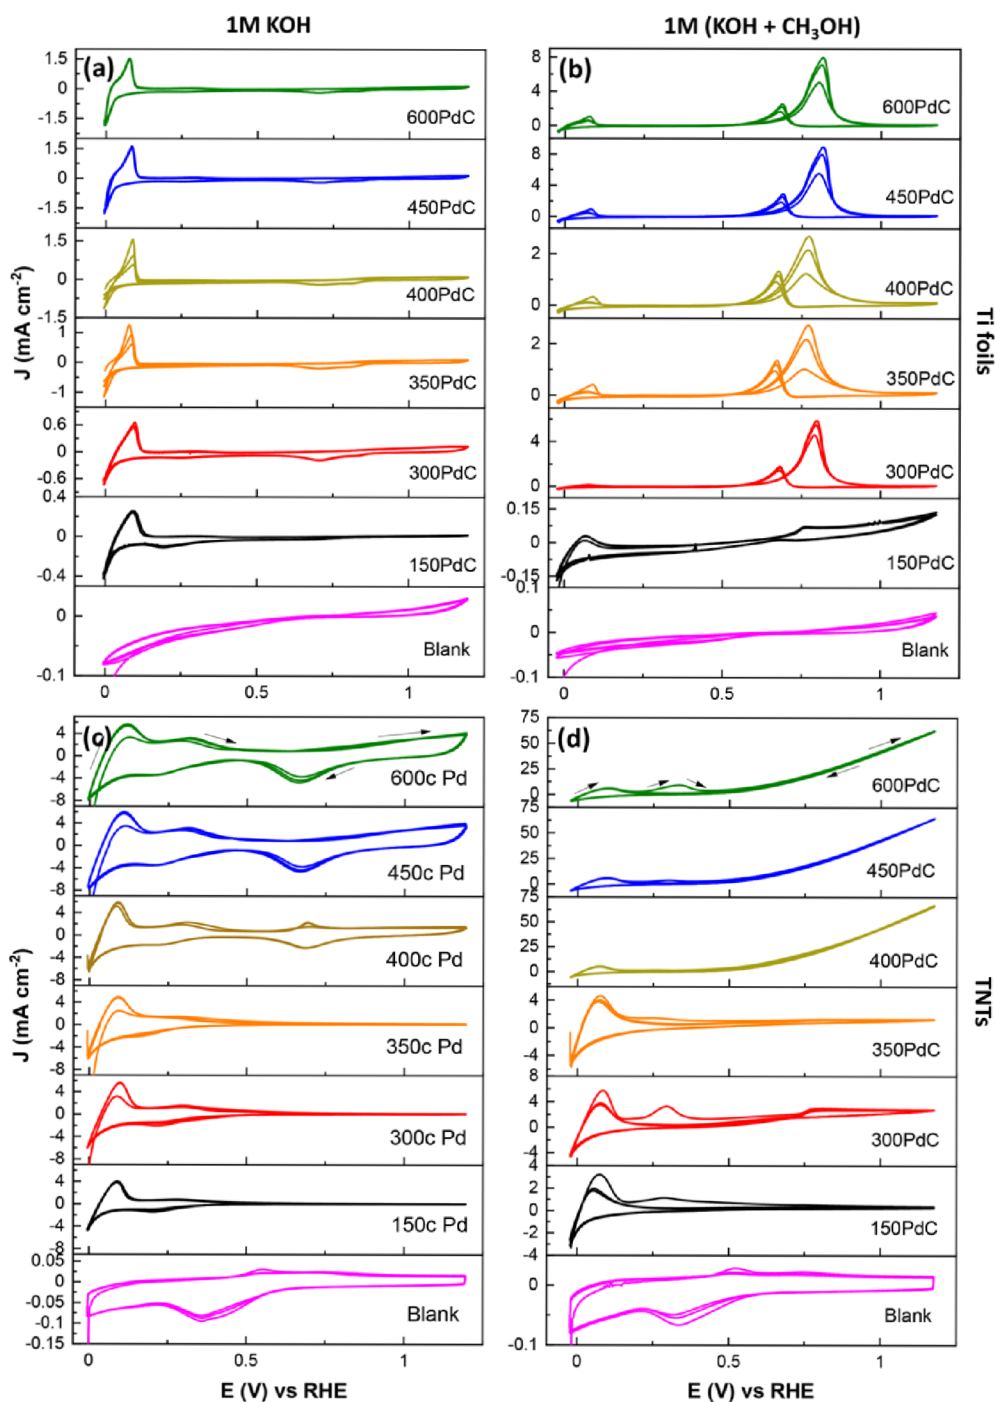 1M KOH
1M (KOH + CH₃OH)
(a)
1.5
0
-1.5
600PdC
1.5
0
-1.5
450PdC
1.5
0
-1.5
400PdC
1
0
-1
350PdC
0.6
0
-0.6
300PdC
0.4
0
-0.4
150PdC
0
-0.1
Blank
0
0.5
1
J (mA cm⁻²)
(b)
8
4
0
600PdC
8
4
0
450PdC
2
0
400PdC
2
0
350PdC
4
0
300PdC
0.15
0
-0.15
150PdC
0.1
0
-0.1
Blank
0
0.5
1
Ti foils
(c)
4
0
-4
-8
600c Pd
4
0
-4
-8
450c Pd
4
0
-4
-8
400c Pd
4
0
-4
-8
350c Pd
4
0
-4
-8
300c Pd
4
0
-4
-8
150c Pd
0.05
0
-0.05
-0.1
-0.15
Blank
0
0.5
1
J (mA cm⁻²)
E (V) vs RHE
(d)
75
50
25
0
600PdC
75
50
25
0
450PdC
75
50
25
0
400PdC
4
0
-4
350PdC
8
4
0
-4
300PdC
4
2
0
-2
-4
150PdC
0
-0.1
Blank
0
0.5
1
E (V) vs RHE
TNTs